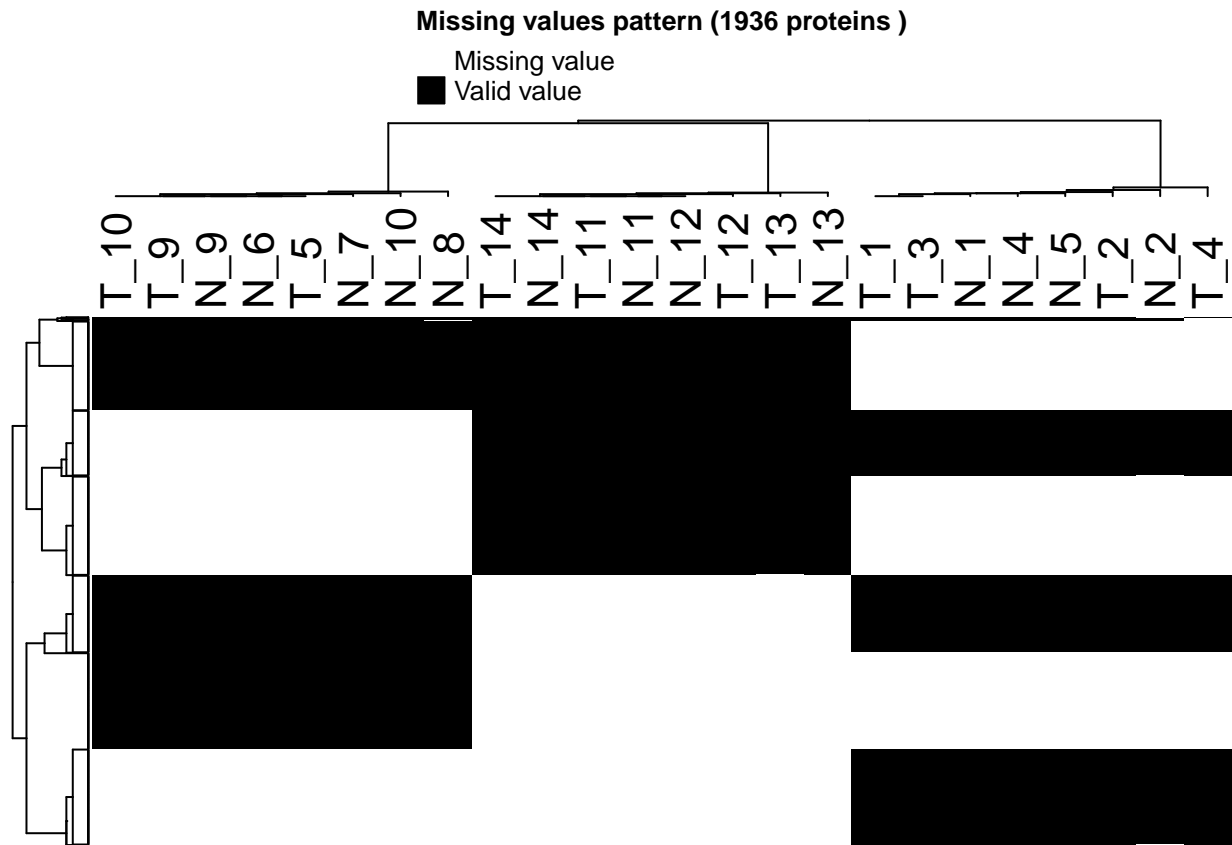 Missing values pattern (1936 proteins )
Missing value
Valid value
T_10
T_9
N_9
N_6
T_5
N_7
N_10
N_8
T_14
N_14
T_11
N_11
N_12
T_12
T_13
N_13
T_1
T_3
N_1
N_4
N_5
T_2
N_2
T_4